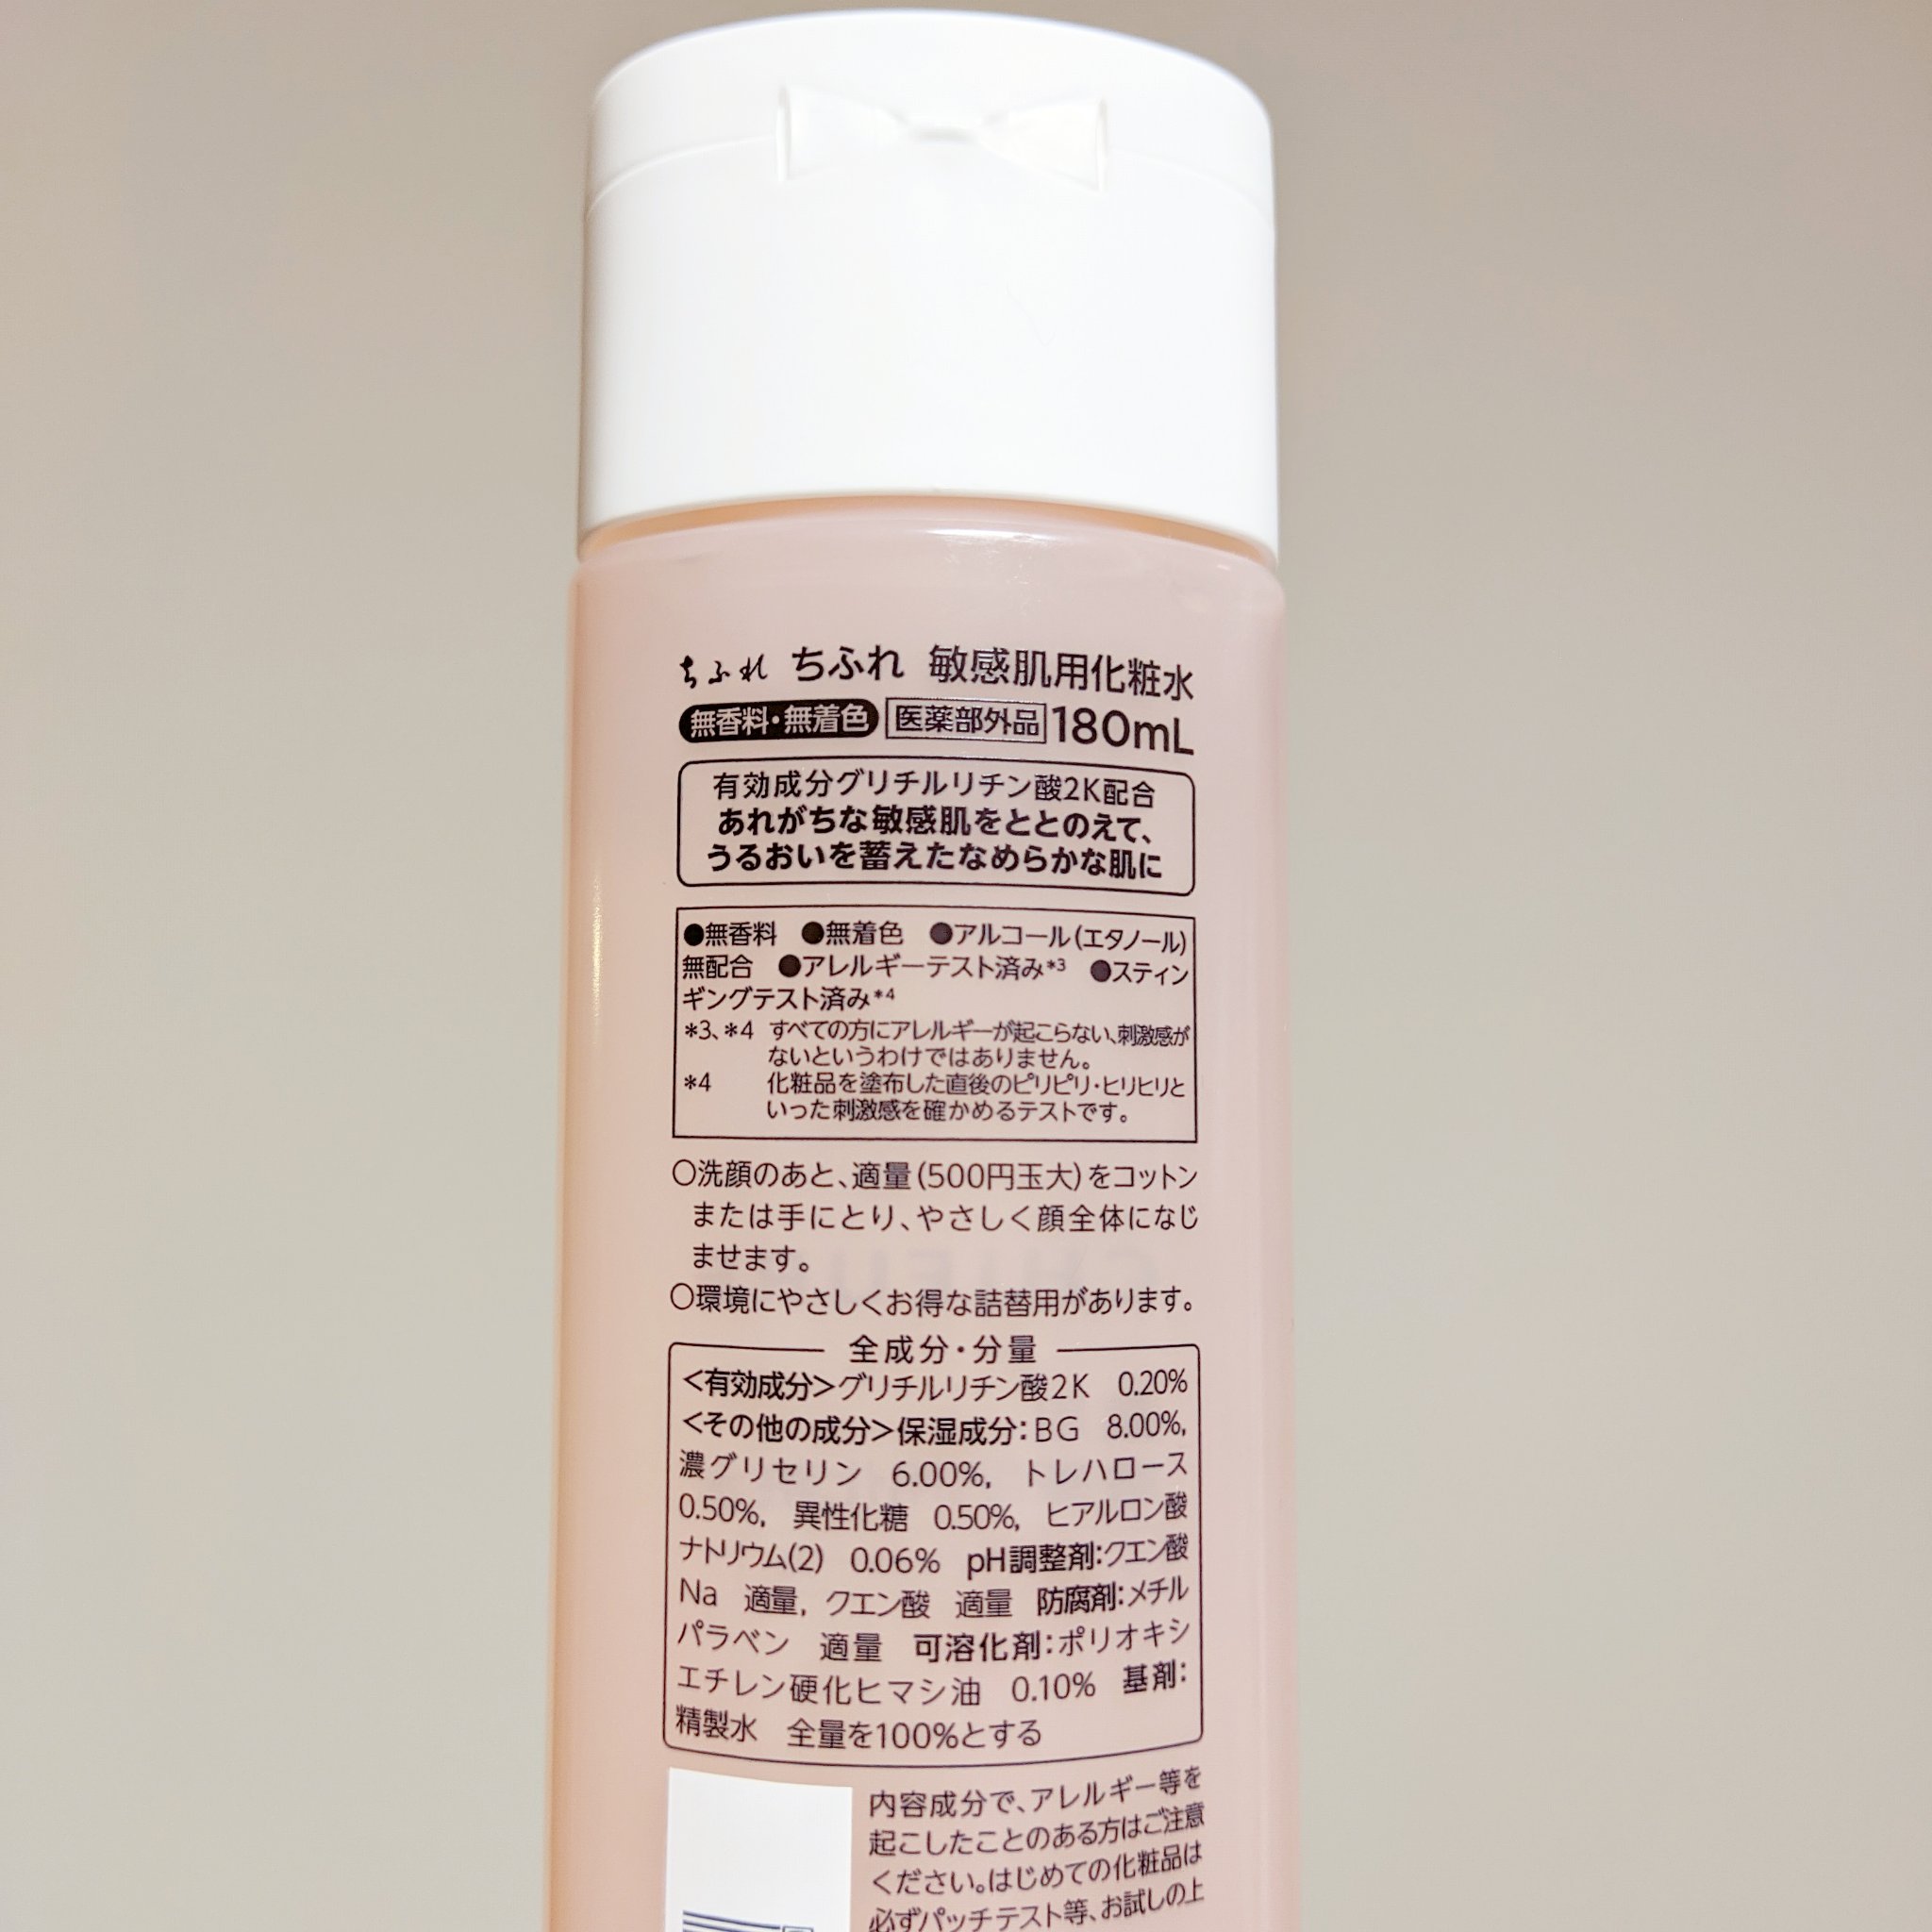 ちふれ ちふれ 敏感肌用化粧水
無香料・無着色 医薬部外品 180mL
有効成分グリチルリチン酸2K配合
あれがちな敏感肌をととのえて、
うるおいを蓄えたなめらかな肌に
●無香料 ●無着色 ●アルコール(エタノール)
無配合 ●アレルギーテスト済み*3 ●スティン
ギングテスト済み*4
*3、*4 すべての方にアレルギーが起こらない、刺激感が
ないというわけではありません。
*4 化粧品を塗布した直後のピリピリ・ヒリヒリと
いった刺激感を確かめるテストです。
○洗顔のあと、適量(500円玉大)をコットン
または手にとり、やさしく顔全体になじ
ませます。
○環境にやさしくお得な詰替用があります。
全成分・分量
<有効成分>グリチルリチン酸2K 0.20%
<その他の成分>保湿成分:BG 8.00%,
濃グリセリン 6.00%, トレハロース
0.50%, 異性化糖 0.50%, ヒアルロン酸
ナトリウム(2) 0.06% pH調整剤:クエン酸
Na 適量, クエン酸 適量 防腐剤:メチル
パラベン 適量 可溶化剤:ポリオキシ
エチレン硬化ヒマシ油 0.10% 基剤:
精製水 全量を100%とする
内容成分で、アレルギー等を
起こしたことのある方はご注意
ください。はじめての化粧品は
必ずパッチテスト等、お試しの上